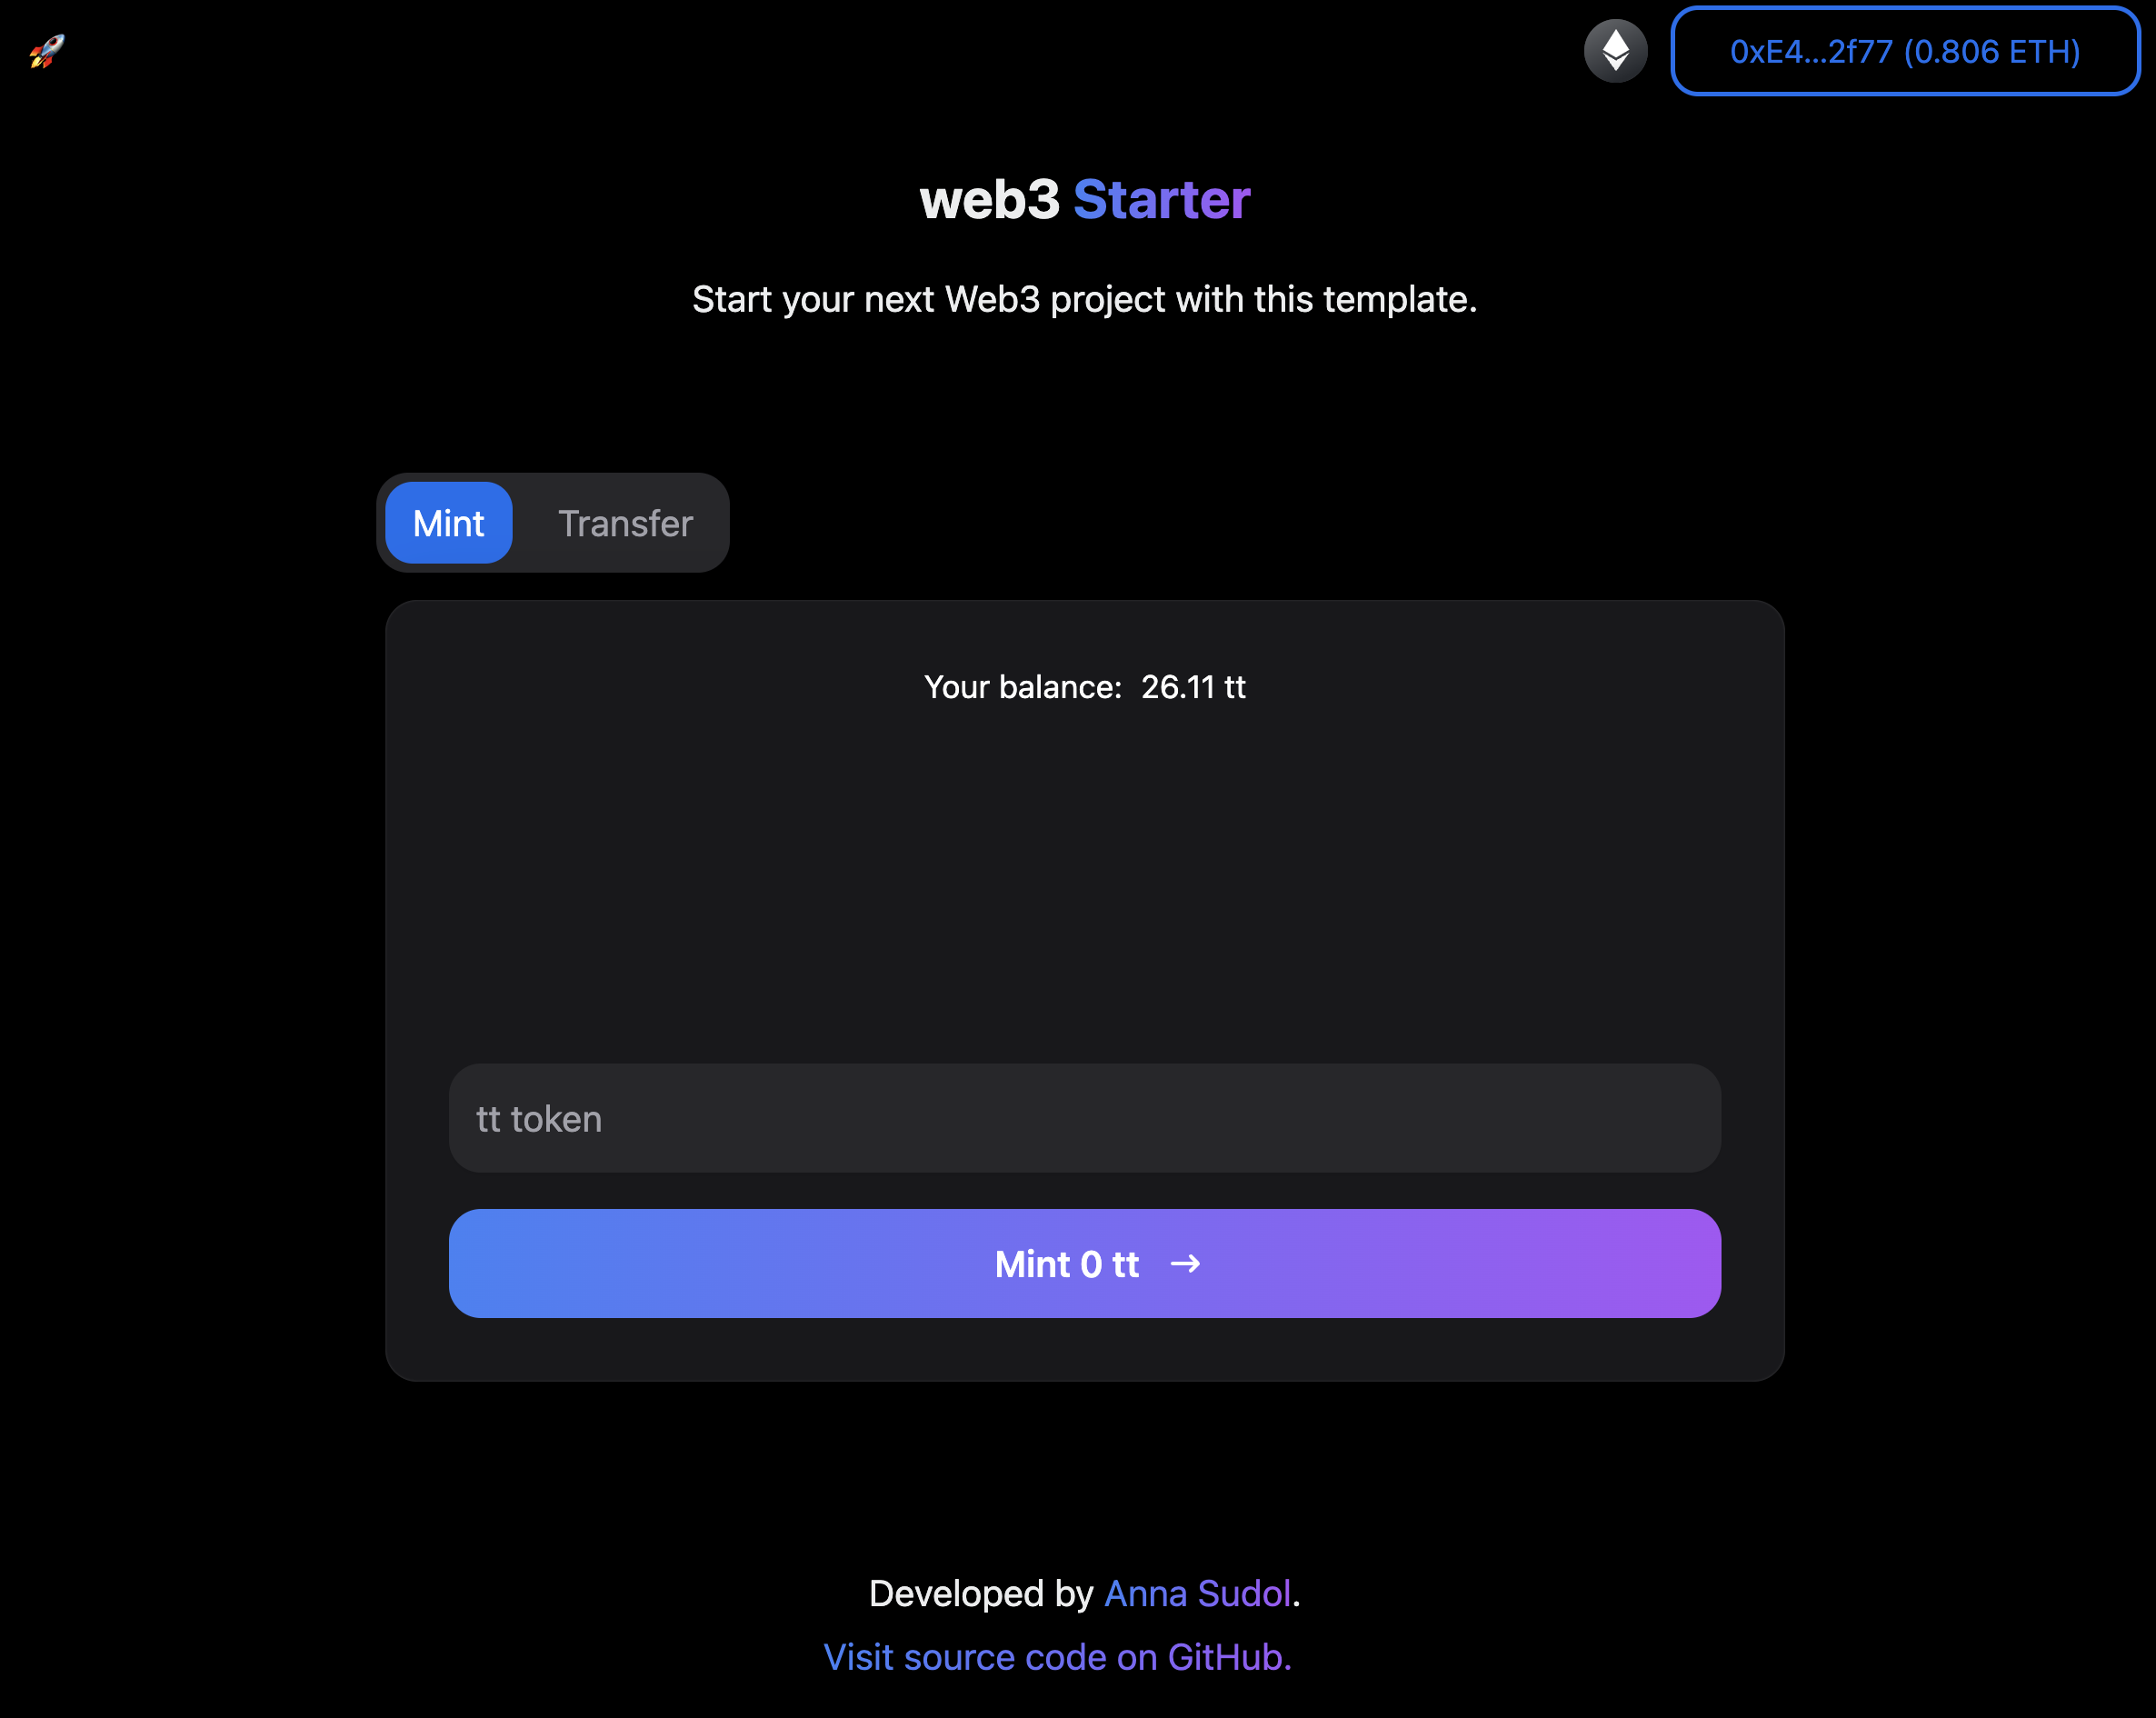 0xE4...2f77 (0.806 ETH)
web3 Starter
Start your next Web3 project with this template.
Mint Transfer
Your balance: 26.11 tt
tt token
Mint 0 tt →
Developed by Anna Sudol.
Visit source code on GitHub.